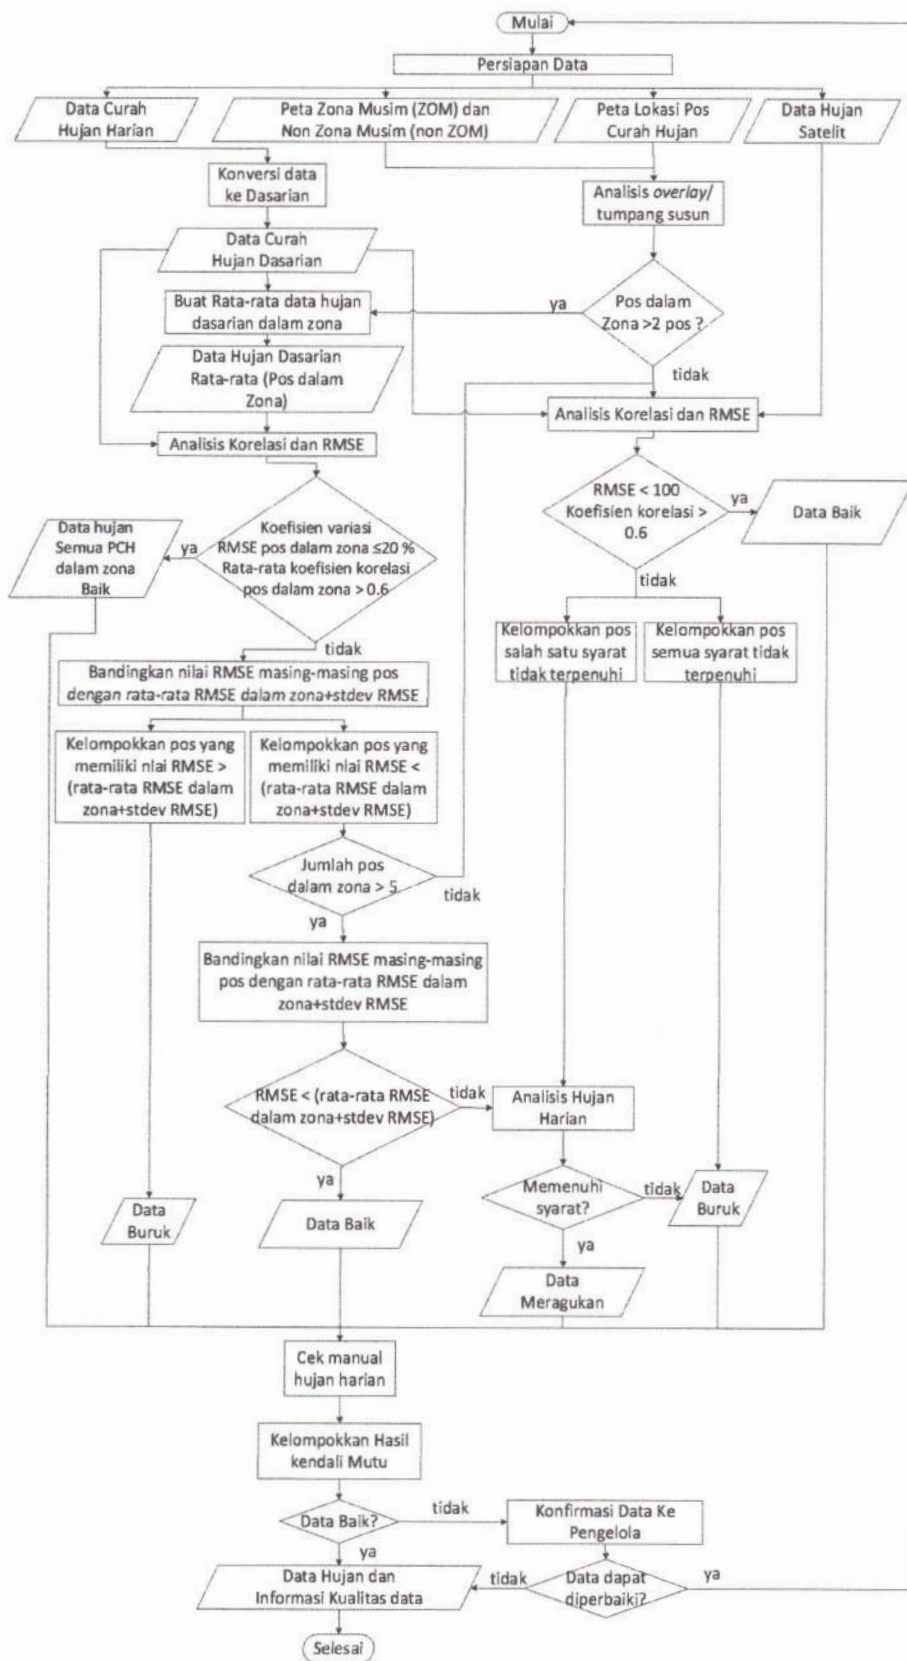 Mulai
Persiapan Data
Data Curah
Hujan Harian
Peta Zona Musim (ZOM) dan
Non Zona Musim (non ZOM)
Peta Lokasi Pos
Curah Hujan
Data Hujan
Satelit
Konversi data
ke Dasarian
Analisis overlay/
tumpang susun
Data Curah
Hujan Dasarian
Buat Rata-rata data hujan
dasarian dalam zona
ya
Pos dalam
Zona >2 pos ?
tidak
Data Hujan Dasarian
Rata-rata (Pos dalam
Zona)
Analisis Korelasi dan RMSE
Analisis Korelasi dan RMSE
RMSE < 100
Koefisien korelasi >
0.6
ya
Data Baik
tidak
Data hujan
Semua PCH
dalam zona
Baik
ya
Koefisien variasi
RMSE pos dalam zona ≤20 %
Rata-rata koefisien korelasi
pos dalam zona > 0.6
tidak
Kelompokkan pos
salah satu syarat
tidak terpenuhi
Kelompokkan pos
semua syarat tidak
terpenuhi
Bandingkan nilai RMSE masing-masing pos
dengan rata-rata RMSE dalam zona+stdev RMSE
Kelompokkan pos yang
memiliki nlai RMSE >
(rata-rata RMSE dalam
zona+stdev RMSE)
Kelompokkan pos yang
memiliki nlai RMSE <
(rata-rata RMSE dalam
zona+stdev RMSE)
Jumlah pos
dalam zona > 5
tidak
ya
Bandingkan nilai RMSE masing-masing
pos dengan rata-rata RMSE dalam
zona+stdev RMSE
RMSE < (rata-rata RMSE
dalam zona+stdev RMSE)
tidak
Analisis Hujan
Harian
ya
Memenuhi
syarat?
tidak
Data
Buruk
ya
Data
Buruk
Data Baik
Data
Meragukan
Cek manual
hujan harian
Kelompokkan Hasil
kendali Mutu
Data Baik?
tidak
Konfirmasi Data Ke
Pengelola
ya
Data Hujan dan
Informasi Kualitas data
tidak
Data dapat
diperbaiki?
ya
Selesai